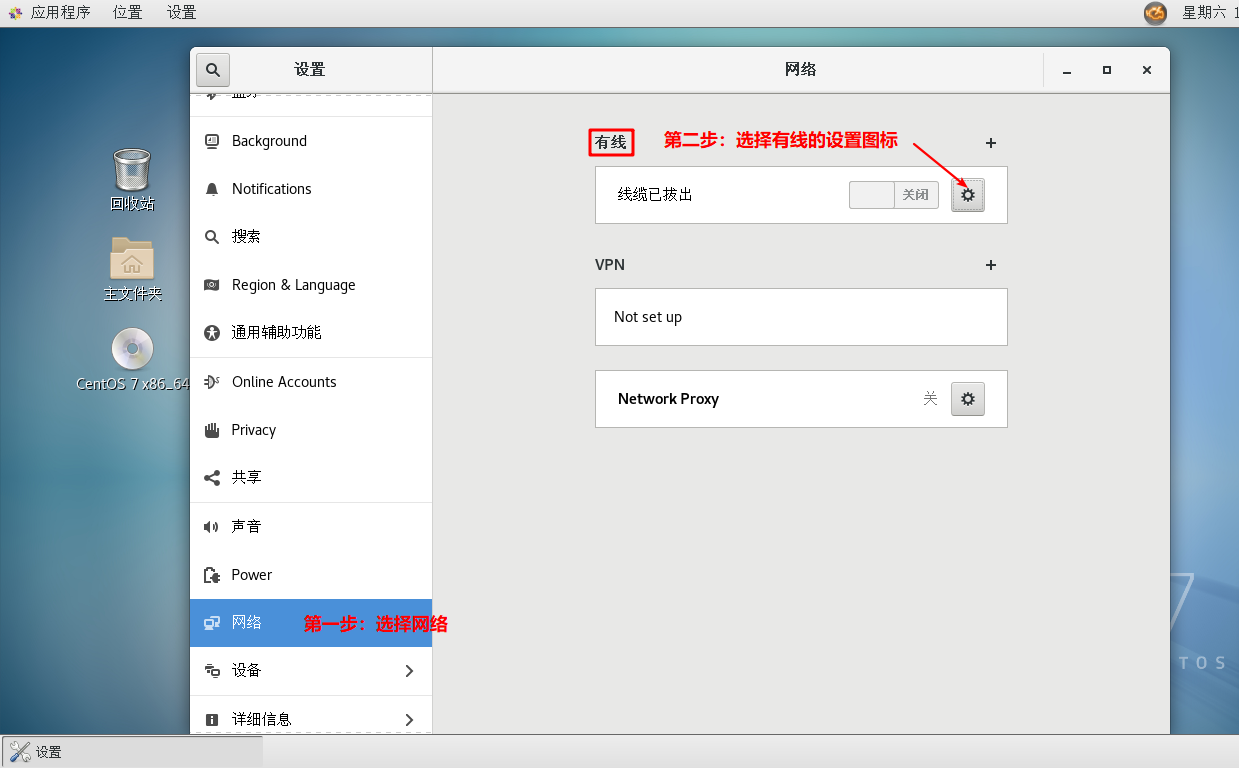 应用程序 位置 设置 星期六 1
设置
网络
Background
Notifications
搜索
Region & Language
通用辅助功能
Online Accounts
Privacy
共享
声音
Power
网络 第一步：选择网络
设备
详细信息
有线 第二步：选择有线的设置图标
线缆已拔出 关闭
VPN
Not set up
Network Proxy 关
回收站
主文件夹
CentOS 7 x86_64
7
TOS
设置